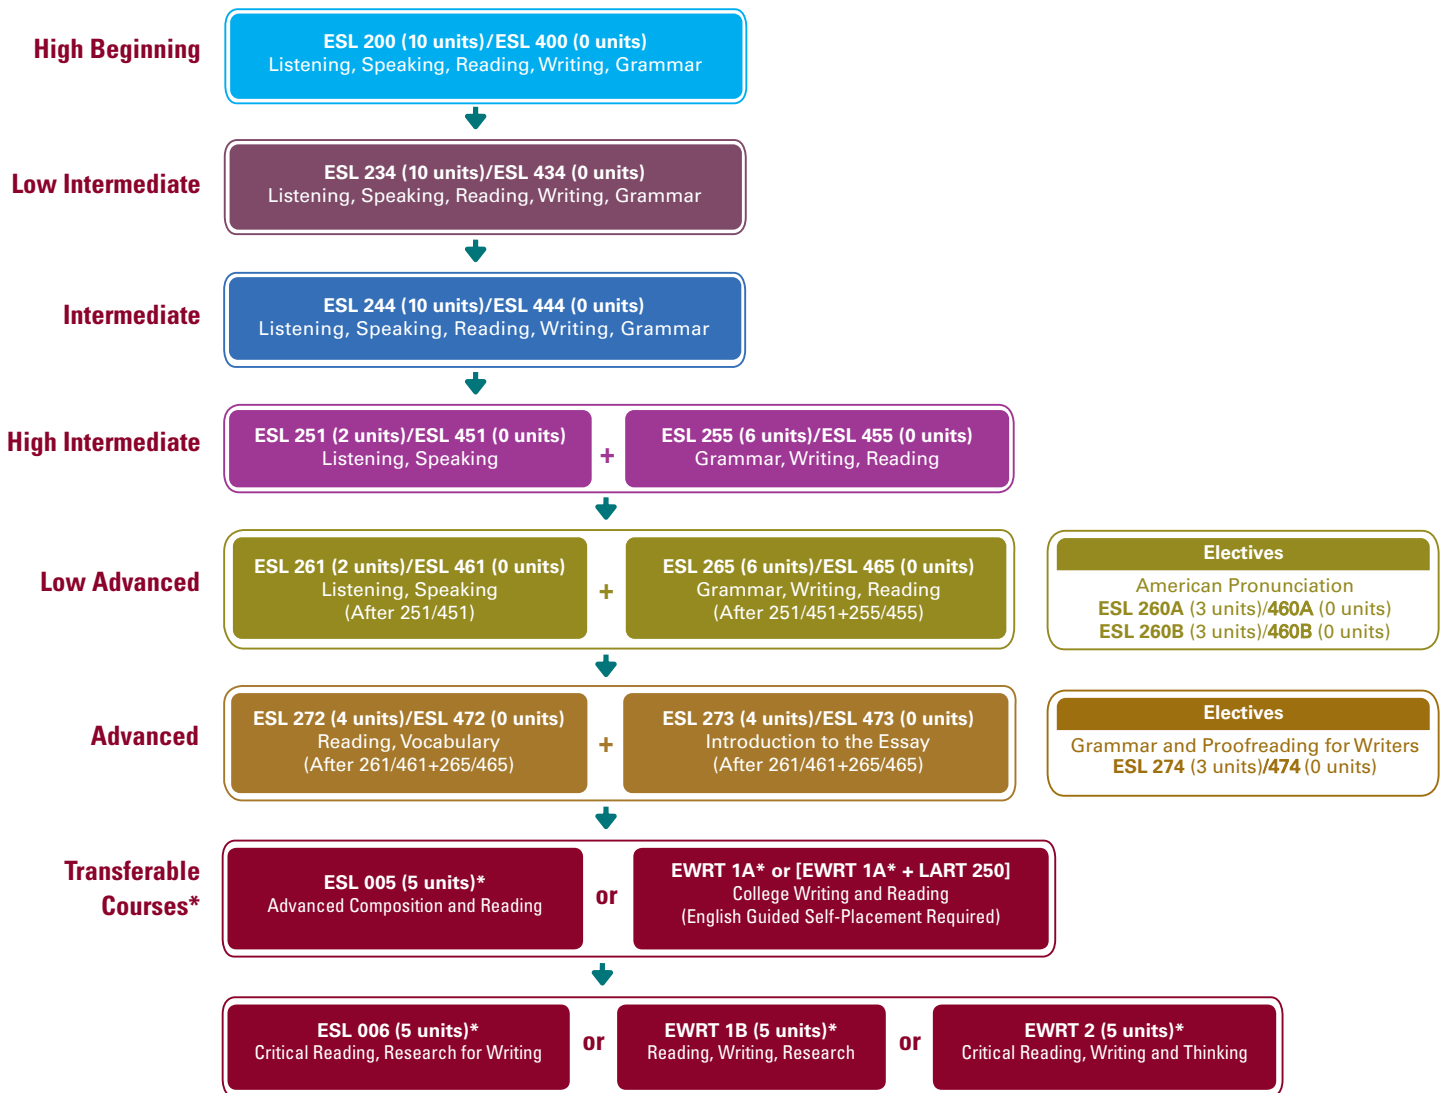 High Beginning
ESL 200 (10 units)/ESL 400 (0 units)
Listening, Speaking, Reading, Writing, Grammar
Low Intermediate
ESL 234 (10 units)/ESL 434 (0 units)
Listening, Speaking, Reading, Writing, Grammar
Intermediate
ESL 244 (10 units)/ESL 444 (0 units)
Listening, Speaking, Reading, Writing, Grammar
High Intermediate
ESL 251 (2 units)/ESL 451 (0 units)
Listening, Speaking
+
ESL 255 (6 units)/ESL 455 (0 units)
Grammar, Writing, Reading
Low Advanced
ESL 261 (2 units)/ESL 461 (0 units)
Listening, Speaking
(After 251/451)
+
ESL 265 (6 units)/ESL 465 (0 units)
Grammar, Writing, Reading
(After 251/451+255/455)
Electives
American Pronunciation
ESL 260A (3 units)/460A (0 units)
ESL 260B (3 units)/460B (0 units)
Advanced
ESL 272 (4 units)/ESL 472 (0 units)
Reading, Vocabulary
(After 261/461+265/465)
+
ESL 273 (4 units)/ESL 473 (0 units)
Introduction to the Essay
(After 261/461+265/465)
Electives
Grammar and Proofreading for Writers
ESL 274 (3 units)/474 (0 units)
Transferable
Courses*
ESL 005 (5 units)*
Advanced Composition and Reading
or
EWRT 1A* or [EWRT 1A* + LART 250]
College Writing and Reading
(English Guided Self-Placement Required)
ESL 006 (5 units)*
Critical Reading, Research for Writing
or
EWRT 1B (5 units)*
Reading, Writing, Research
or
EWRT 2 (5 units)*
Critical Reading, Writing and Thinking